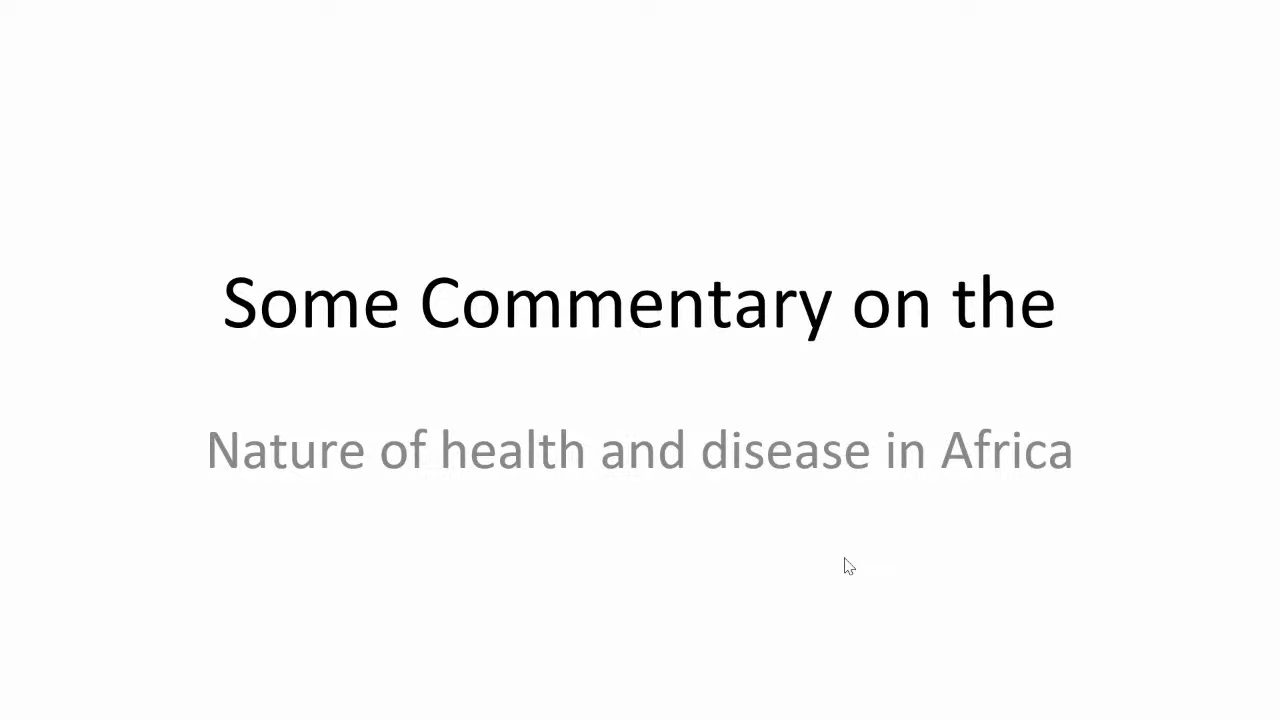 Some Commentary on the
Nature of health and disease in Africa